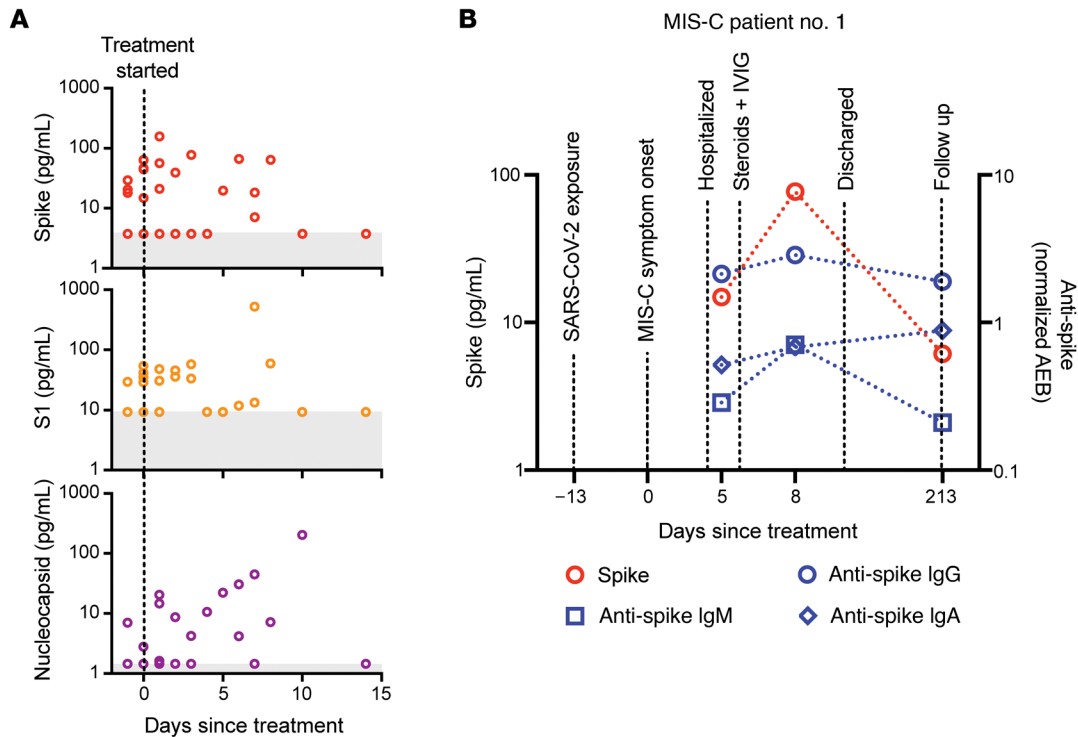 A
Treatment
started
Spike (pg/mL)
1000
100
10
1
S1 (pg/mL)
1000
100
10
1
Nucleocapsid (pg/mL)
1000
100
10
1
0
5
10
15
Days since treatment
B
MIS-C patient no. 1
SARS-CoV-2 exposure
MIS-C symptom onset
Hospitalized
Steroids + IVIG
Discharged
Follow up
Spike (pg/mL)
100
10
1
10
1
0.1
Anti-spike
(normalized AEB)
−13
0
5
8
213
Days since treatment
Spike
Anti-spike IgG
Anti-spike IgM
Anti-spike IgA